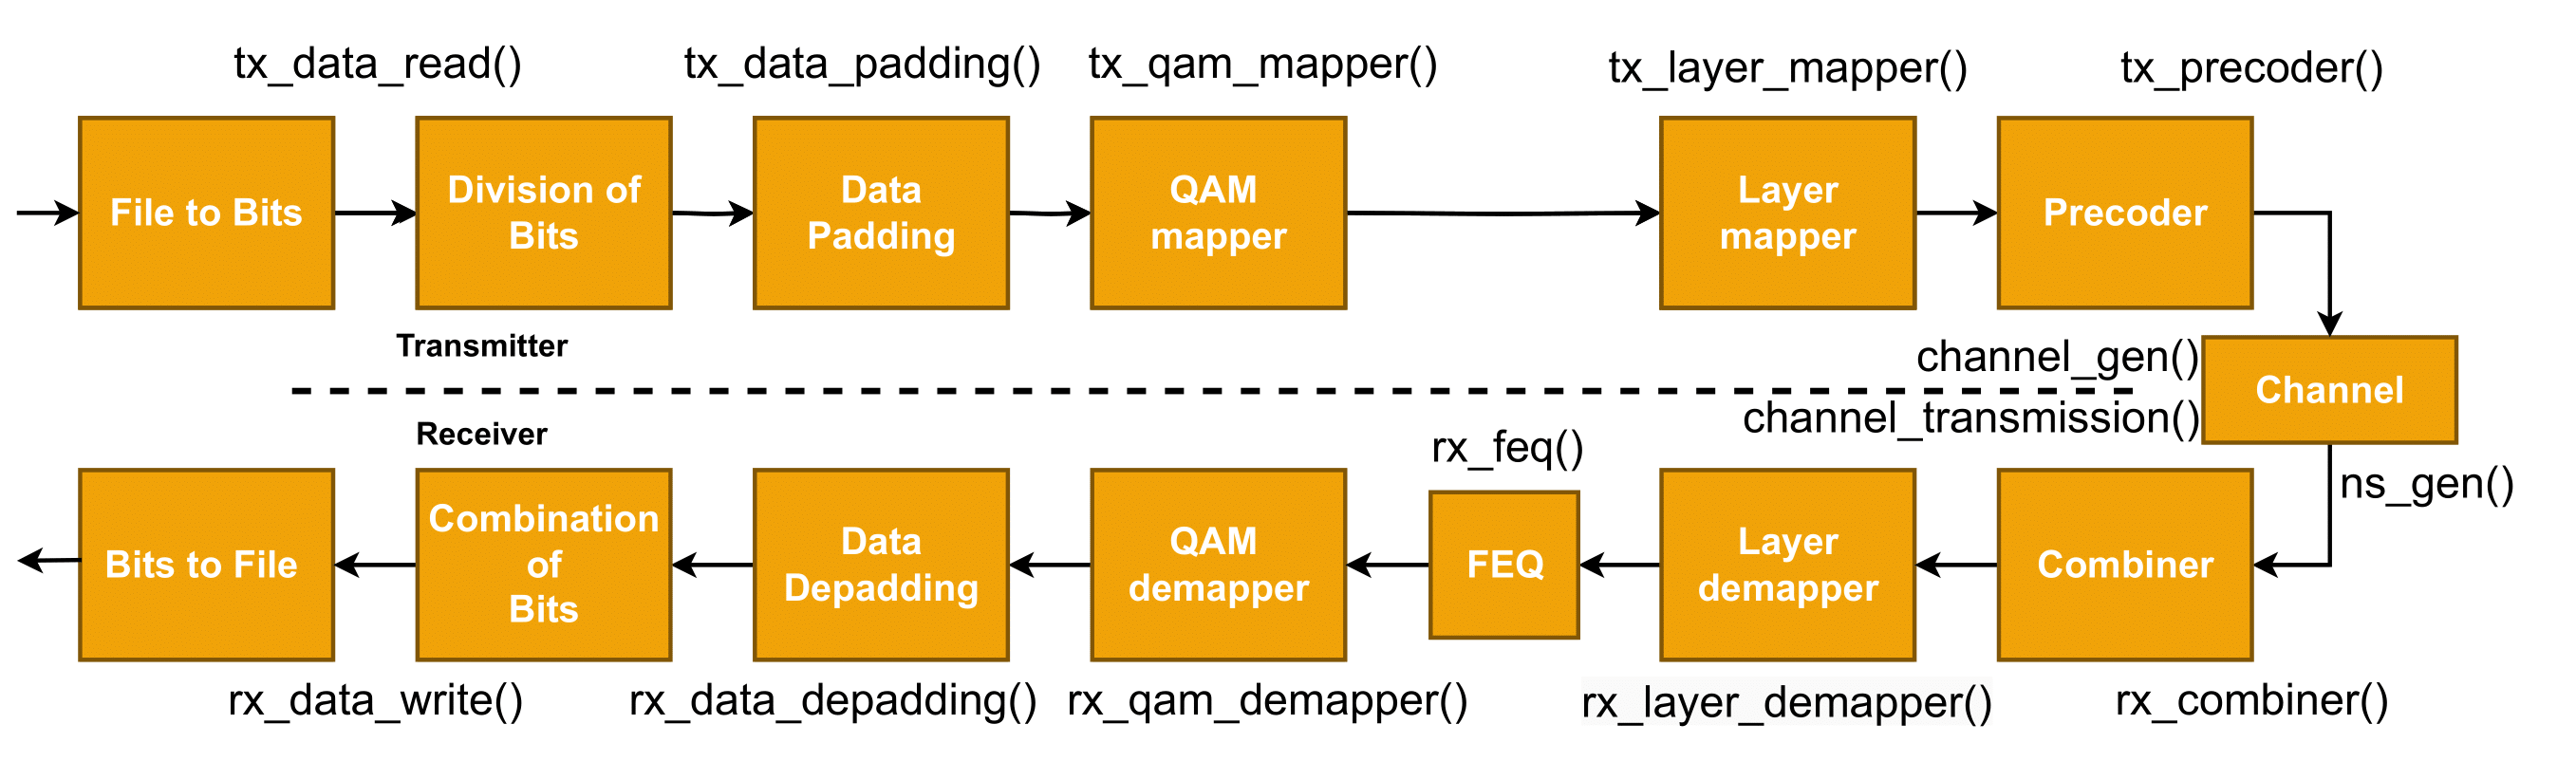 tx_data_read()
tx_data_padding()
tx_qam_mapper()
tx_layer_mapper()
tx_precoder()
File to Bits
Division of
Bits
Data
Padding
QAM
mapper
Layer
mapper
Precoder
Transmitter
channel_gen()
Channel
channel_transmission()
Receiver
rx_feq()
ns_gen()
Bits to File
Combination
of
Bits
Data
Depadding
QAM
demapper
FEQ
Layer
demapper
Combiner
rx_data_write()
rx_data_depadding()
rx_qam_demapper()
rx_layer_demapper()
rx_combiner()